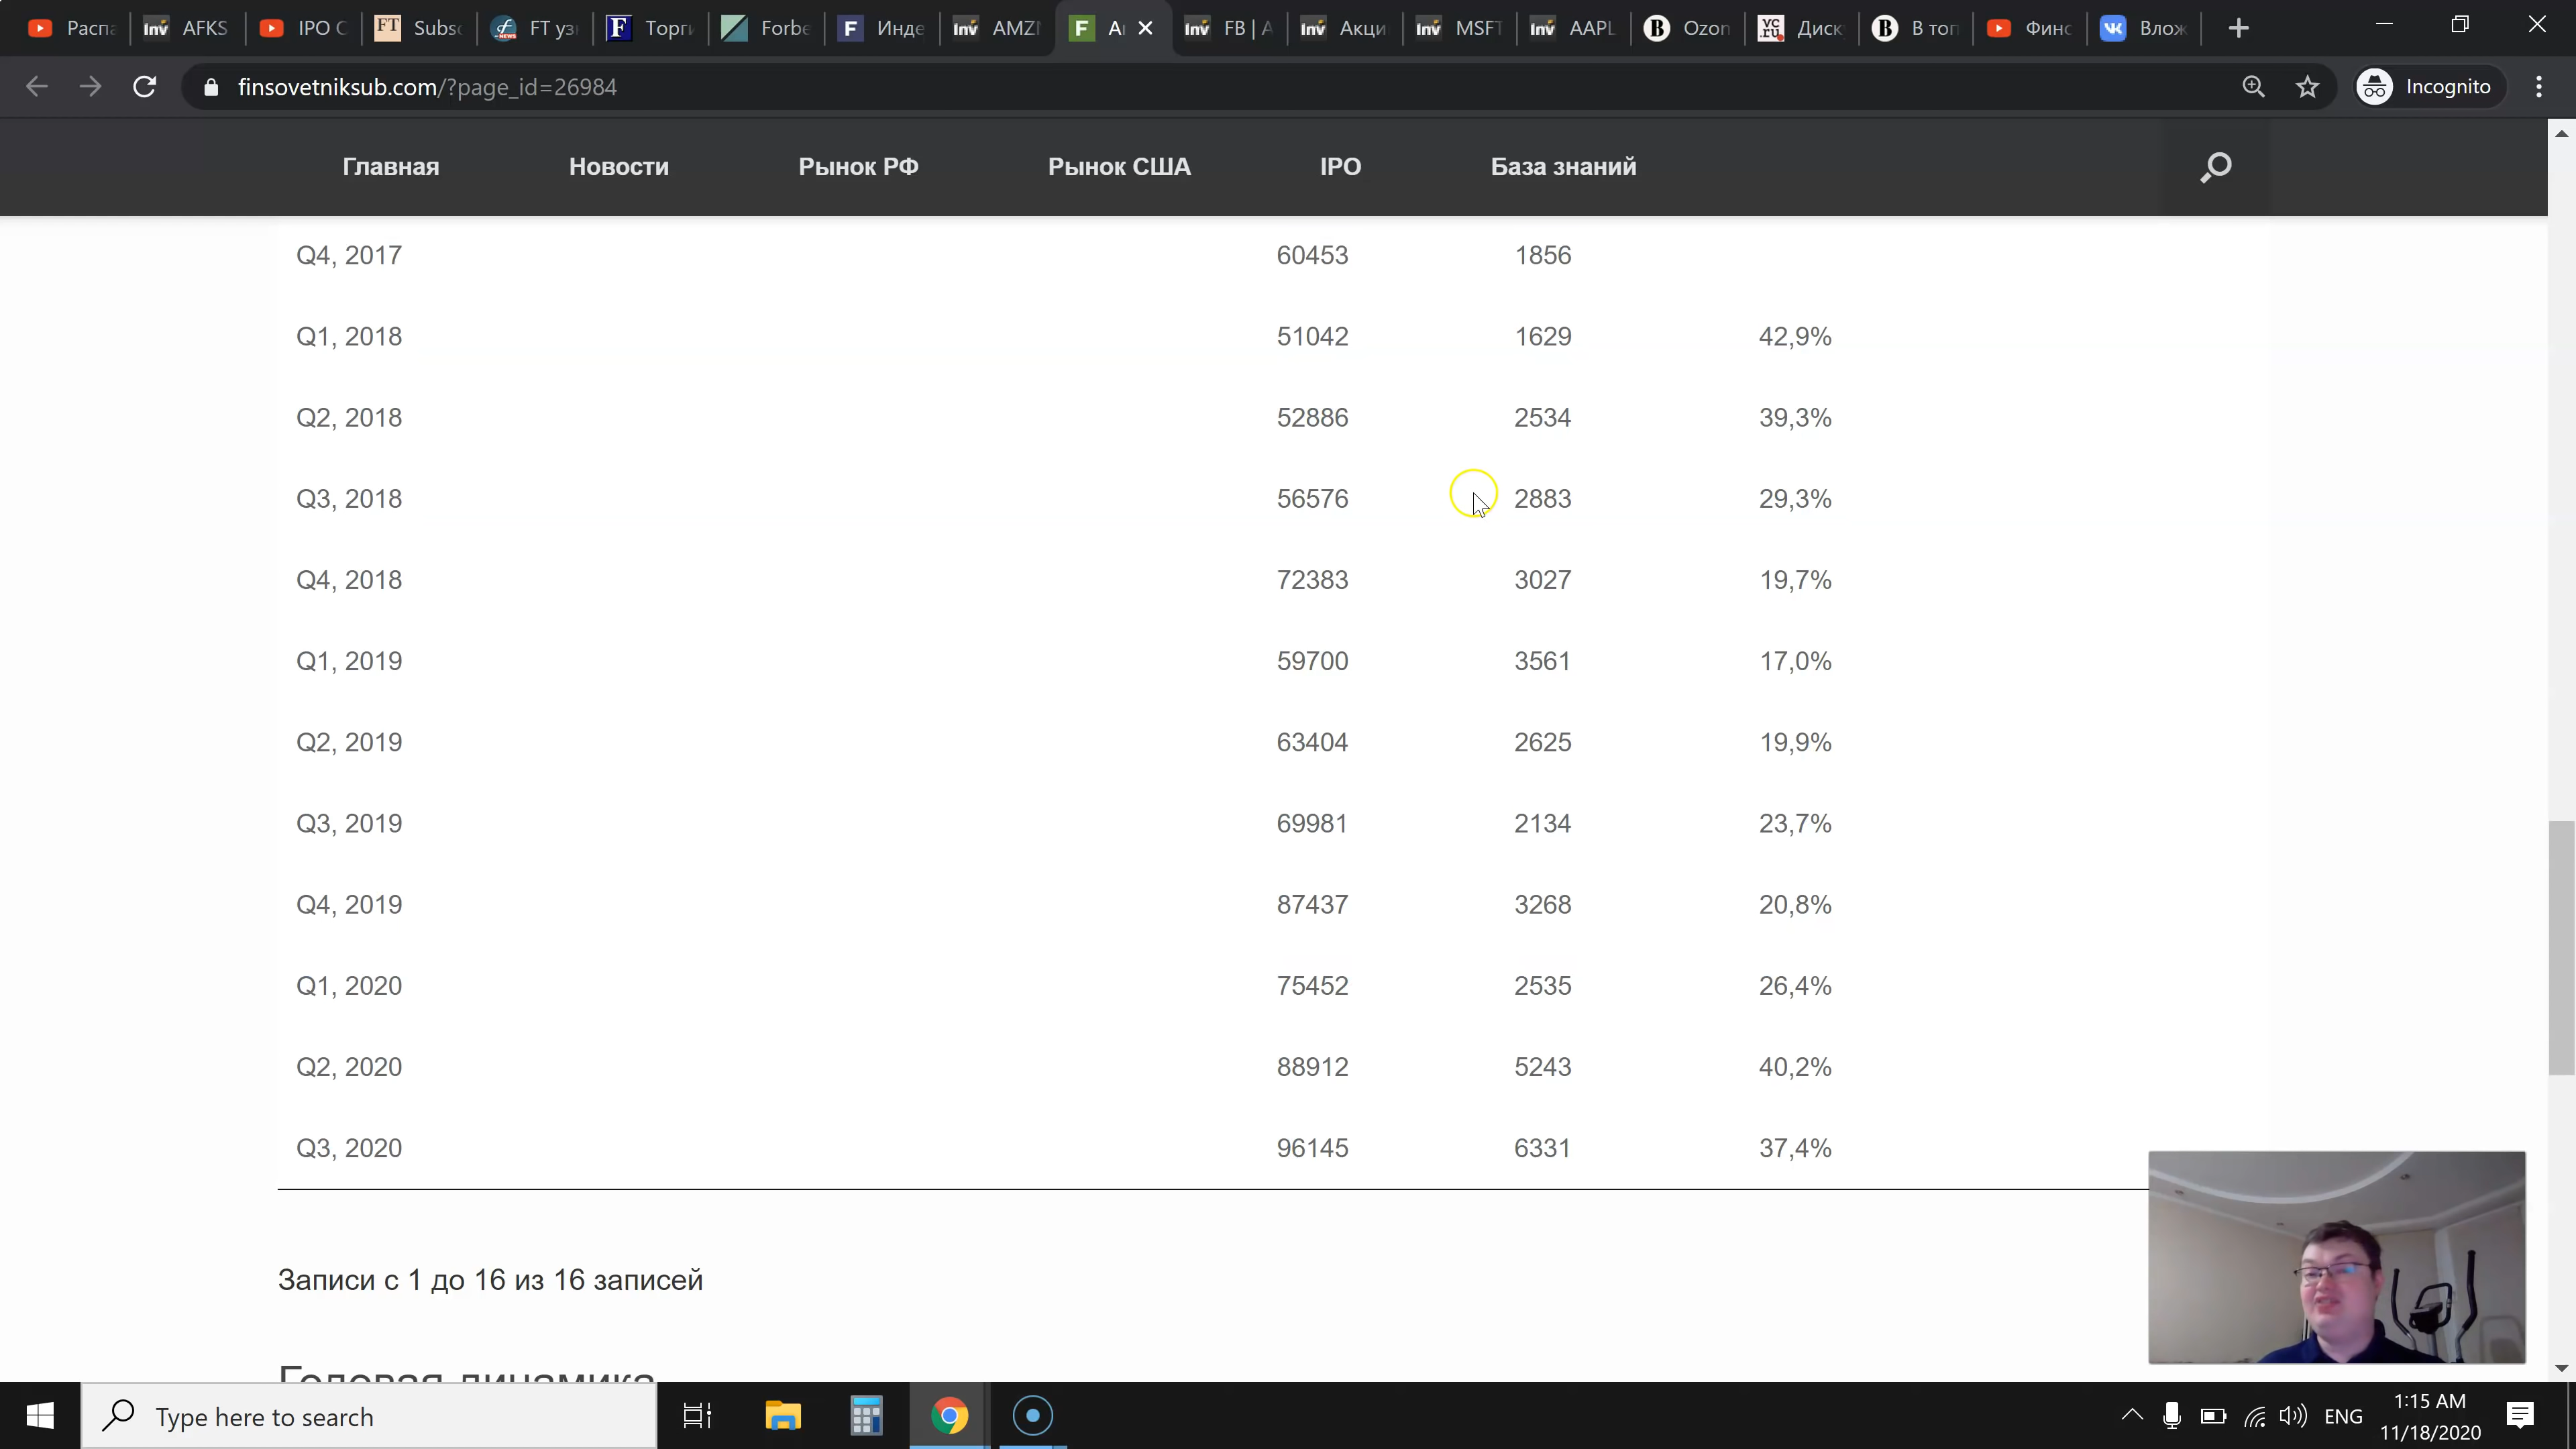 Распа
AFKS
IPO C
Subsc
FT уз
Торги
Forbe
Инде
AMZN
FB | A
Акци
MSFT
AAPL
Ozon
Диск
В топ
Финс
Влож
finsovetniksub.com/?page_id=26984
Incognito
Главная Новости Рынок РФ Рынок США IPO База знаний
Q4, 2017 60453 1856
Q1, 2018 51042 1629 42,9%
Q2, 2018 52886 2534 39,3%
Q3, 2018 56576 2883 29,3%
Q4, 2018 72383 3027 19,7%
Q1, 2019 59700 3561 17,0%
Q2, 2019 63404 2625 19,9%
Q3, 2019 69981 2134 23,7%
Q4, 2019 87437 3268 20,8%
Q1, 2020 75452 2535 26,4%
Q2, 2020 88912 5243 40,2%
Q3, 2020 96145 6331 37,4%
Записи с 1 до 16 из 16 записей
Годовая динамика
Type here to search
ENG
1:15 AM
11/18/2020